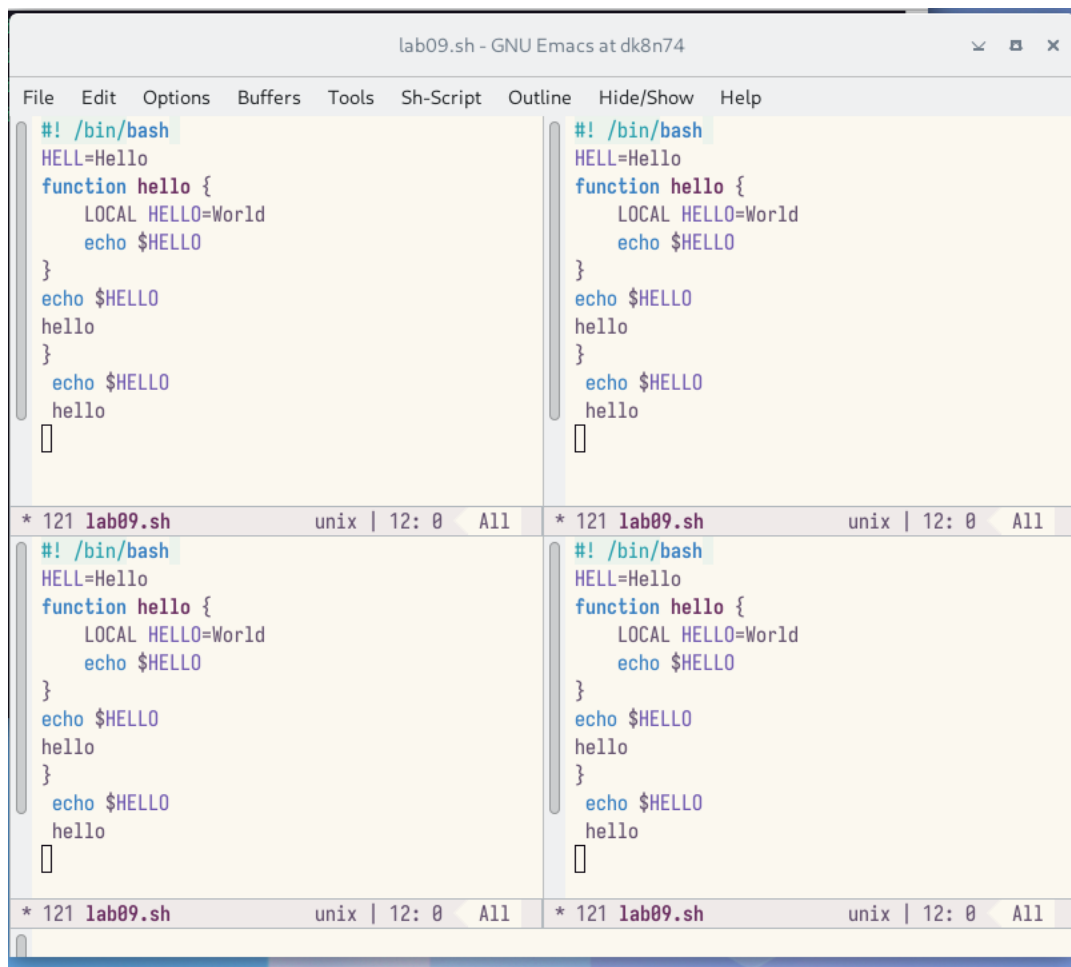 lab09.sh - GNU Emacs at dk8n74
File Edit Options Buffers Tools Sh-Script Outline Hide/Show Help
#! /bin/bash
HELL=Hello
function hello {
    LOCAL HELLO=World
    echo $HELLO
}
echo $HELLO
hello
}
 echo $HELLO
 hello
* 121 lab09.sh unix | 12: 0 All
#! /bin/bash
HELL=Hello
function hello {
    LOCAL HELLO=World
    echo $HELLO
}
echo $HELLO
hello
}
 echo $HELLO
 hello
* 121 lab09.sh unix | 12: 0 All
#! /bin/bash
HELL=Hello
function hello {
    LOCAL HELLO=World
    echo $HELLO
}
echo $HELLO
hello
}
 echo $HELLO
 hello
* 121 lab09.sh unix | 12: 0 All
#! /bin/bash
HELL=Hello
function hello {
    LOCAL HELLO=World
    echo $HELLO
}
echo $HELLO
hello
}
 echo $HELLO
 hello
* 121 lab09.sh unix | 12: 0 All